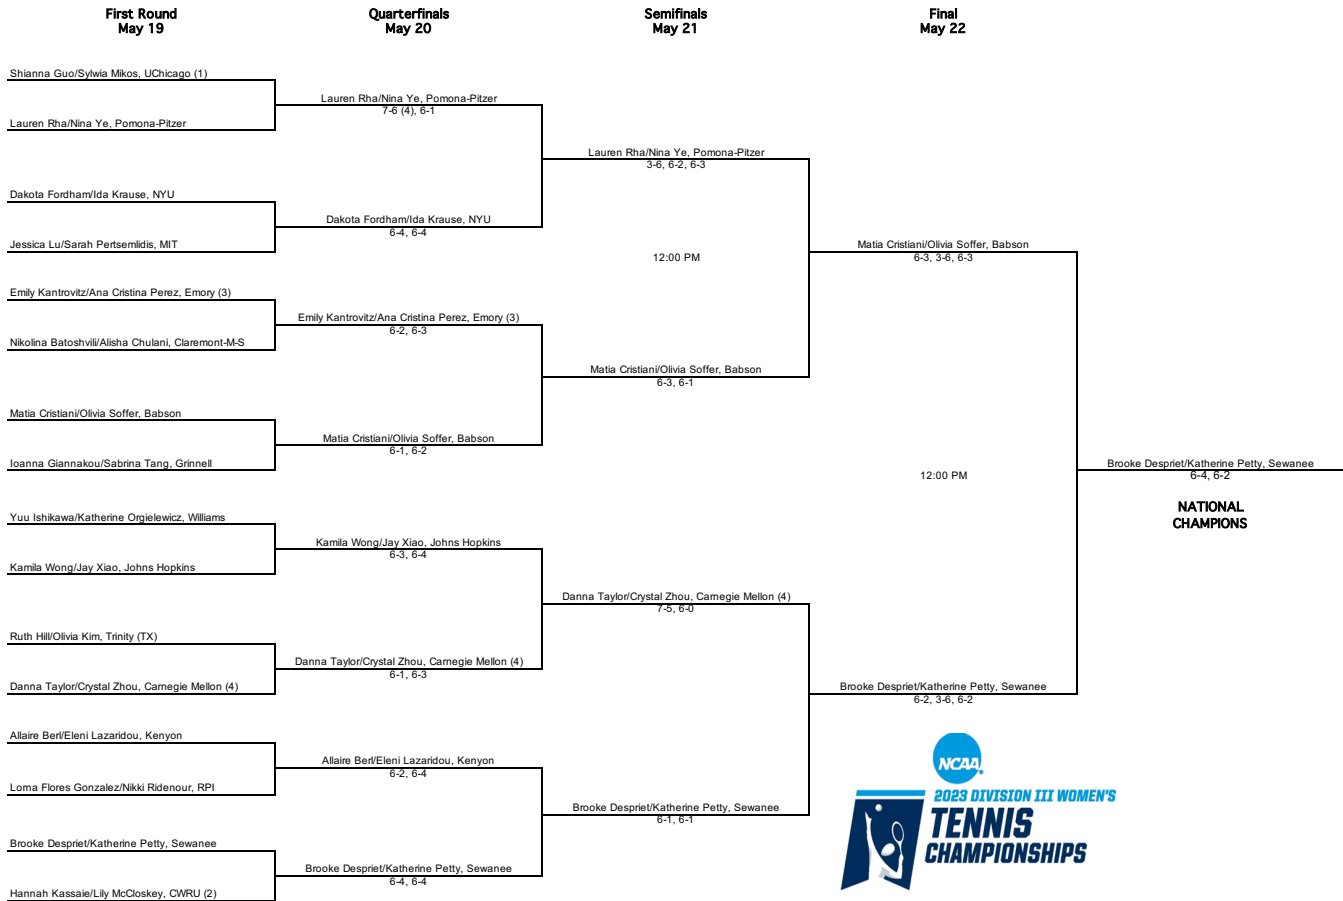 First Round
May 19
Quarterfinals
May 20
Semifinals
May 21
Final
May 22
Shianna Guo/Sylwia Mikos, UChicago (1)
Lauren Rha/Nina Ye, Pomona-Pitzer
Dakota Fordham/Ida Krause, NYU
Jessica Lu/Sarah Pertsemlidis, MIT
Emily Kantrovitz/Ana Cristina Perez, Emory (3)
Nikolina Batoshvili/Alisha Chulani, Claremont-M-S
Matia Cristiani/Olivia Soffer, Babson
Ioanna Giannakou/Sabrina Tang, Grinnell
Yuu Ishikawa/Katherine Orgielewicz, Williams
Kamila Wong/Jay Xiao, Johns Hopkins
Ruth Hill/Olivia Kim, Trinity (TX)
Danna Taylor/Crystal Zhou, Carnegie Mellon (4)
Allaire Berl/Eleni Lazaridou, Kenyon
Lorna Flores Gonzalez/Nikki Ridenour, RPI
Brooke Despriet/Katherine Petty, Sewanee
Hannah Kassaie/Lily McCloskey, CWRU (2)
Lauren Rha/Nina Ye, Pomona-Pitzer
7-6 (4), 6-1
Dakota Fordham/Ida Krause, NYU
6-4, 6-4
Emily Kantrovitz/Ana Cristina Perez, Emory (3)
6-2, 6-3
Matia Cristiani/Olivia Soffer, Babson
6-1, 6-2
Kamila Wong/Jay Xiao, Johns Hopkins
6-3, 6-4
Danna Taylor/Crystal Zhou, Carnegie Mellon (4)
6-1, 6-3
Allaire Berl/Eleni Lazaridou, Kenyon
6-2, 6-4
Brooke Despriet/Katherine Petty, Sewanee
6-4, 6-4
Lauren Rha/Nina Ye, Pomona-Pitzer
3-6, 6-2, 6-3
12:00 PM
Matia Cristiani/Olivia Soffer, Babson
6-3, 6-1
Danna Taylor/Crystal Zhou, Carnegie Mellon (4)
7-5, 6-0
Brooke Despriet/Katherine Petty, Sewanee
6-1, 6-1
Matia Cristiani/Olivia Soffer, Babson
6-3, 3-6, 6-3
12:00 PM
Brooke Despriet/Katherine Petty, Sewanee
6-2, 3-6, 6-2
Brooke Despriet/Katherine Petty, Sewanee
6-4, 6-2
NATIONAL
CHAMPIONS
NCAA
2023 DIVISION III WOMEN'S
TENNIS
CHAMPIONSHIPS